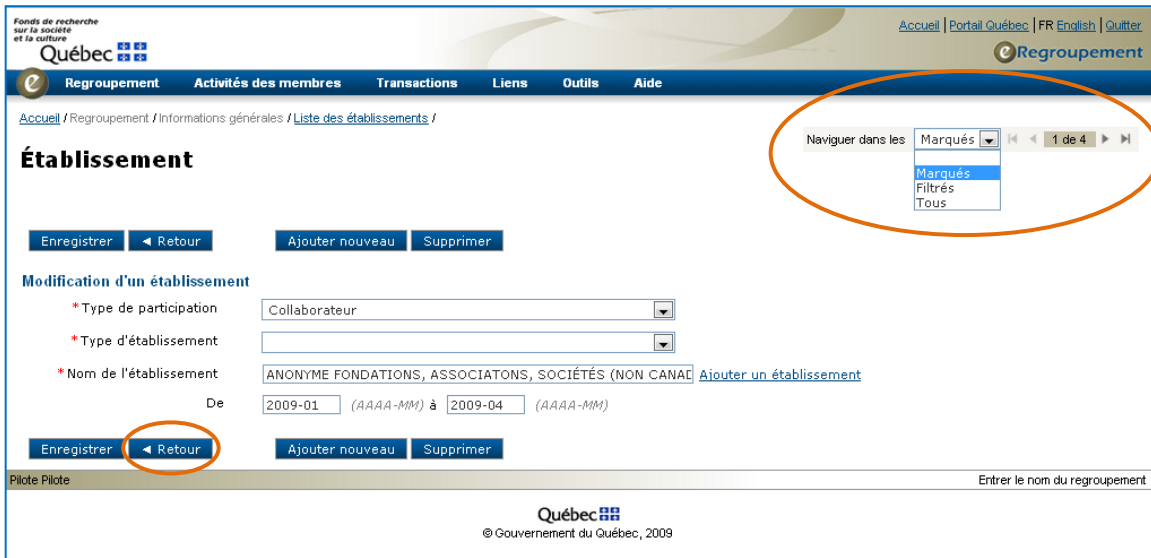 Fonds de recherche
sur la société
et la culture
Québec
Accueil | Portail Québec | FR English | Quitter
eRegroupement
e Regroupement Activités des membres Transactions Liens Outils Aide
Accueil / Regroupement / Informations générales / Liste des établissements /
Naviguer dans les Marqués 1 de 4
Établissement
Marqués
Filtrés
Tous
Enregistrer ◄ Retour Ajouter nouveau Supprimer
Modification d'un établissement
*Type de participation Collaborateur
*Type d'établissement
*Nom de l'établissement ANONYME FONDATIONS, ASSOCIATONS, SOCIÉTÉS (NON CANAD Ajouter un établissement
De 2009-01 (AAAA-MM) à 2009-04 (AAAA-MM)
Enregistrer ◄ Retour Ajouter nouveau Supprimer
Pilote Pilote Entrer le nom du regroupement
Québec
© Gouvernement du Québec, 2009